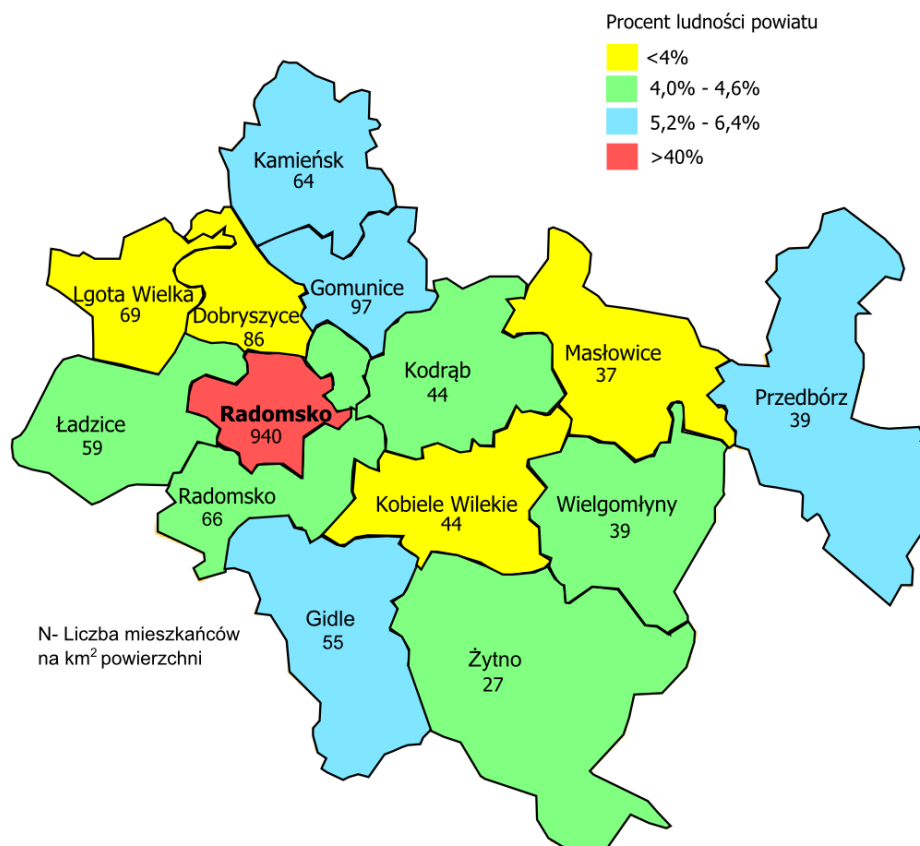 Procent ludności powiatu
<4%
4,0% - 4,6%
5,2% - 6,4%
>40%
Kamieńsk
64
Lgota Wielka
69
Dobryszyce
86
Gomunice
97
Kodrąb
44
Masłowice
37
Przedbórz
39
Ładzice
59
Radomsko
940
Radomsko
66
Kobiele Wilekie
44
Wielgomłyny
39
Gidle
55
Żytno
27
N- Liczba mieszkańców
na km² powierzchni